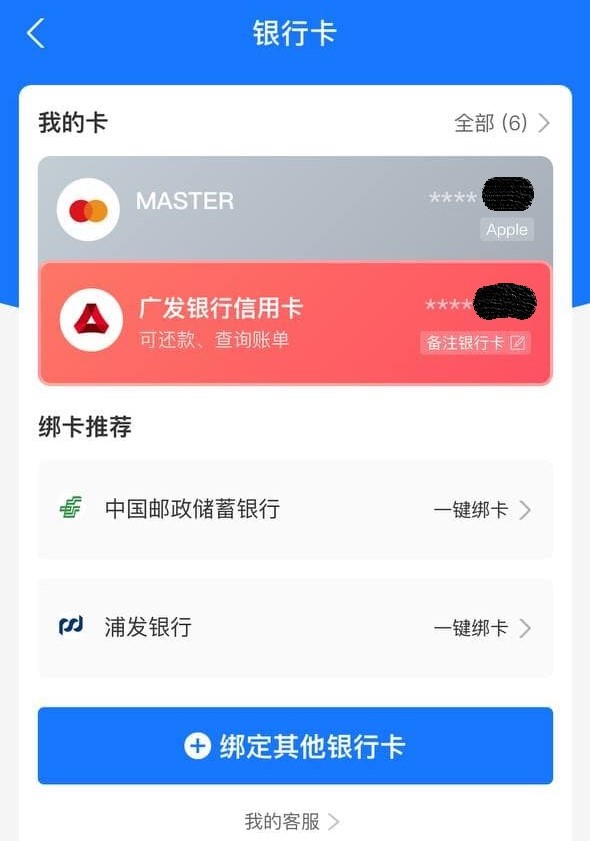 银行卡
我的卡 全部 (6)
MASTER ****
Apple
广发银行信用卡 ****
可还款、查询账单 备注银行卡
绑卡推荐
中国邮政储蓄银行 一键绑卡
浦发银行 一键绑卡
绑定其他银行卡
我的客服